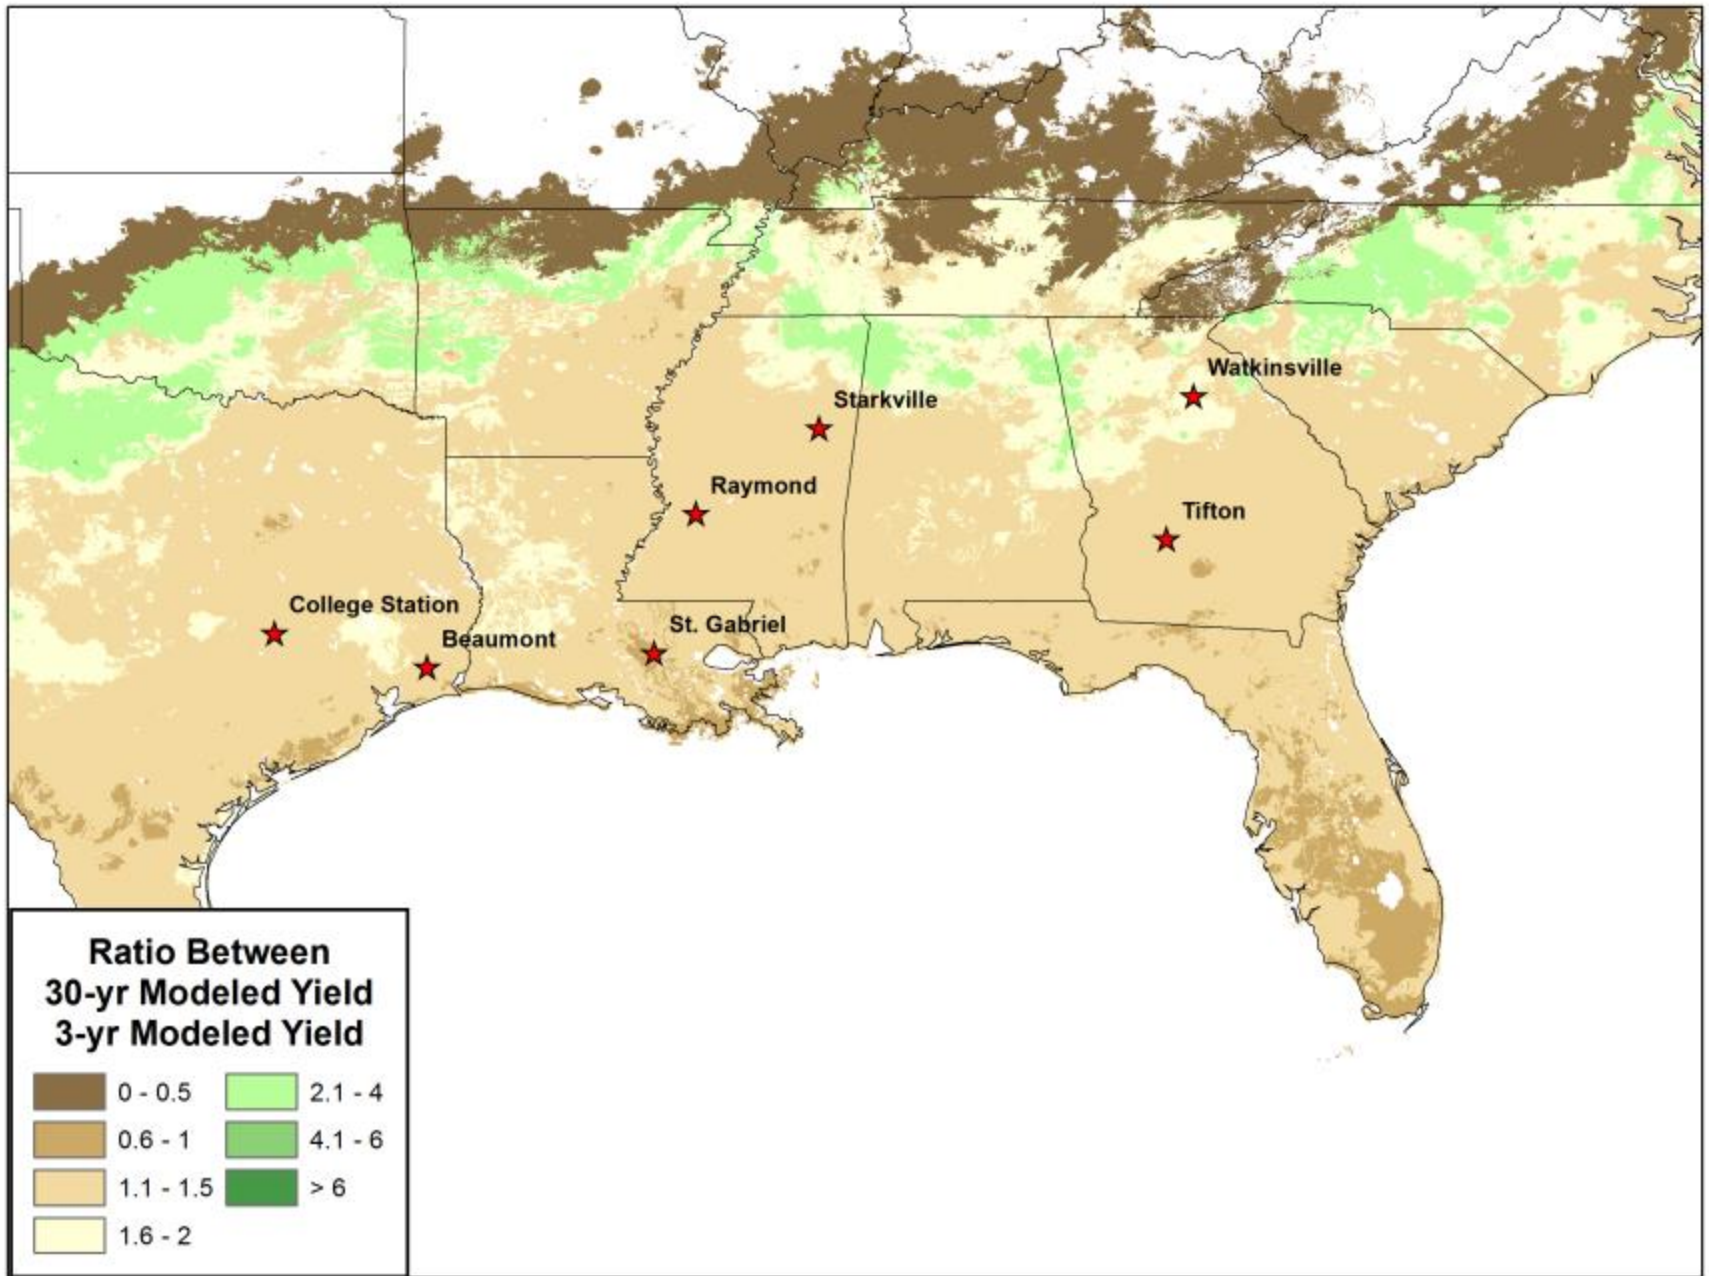 Watkinsville
Starkville
Raymond
Tifton
College Station
St. Gabriel
Beaumont
Ratio Between
30-yr Modeled Yield
3-yr Modeled Yield
0 - 0.5
2.1 - 4
0.6 - 1
4.1 - 6
1.1 - 1.5
> 6
1.6 - 2